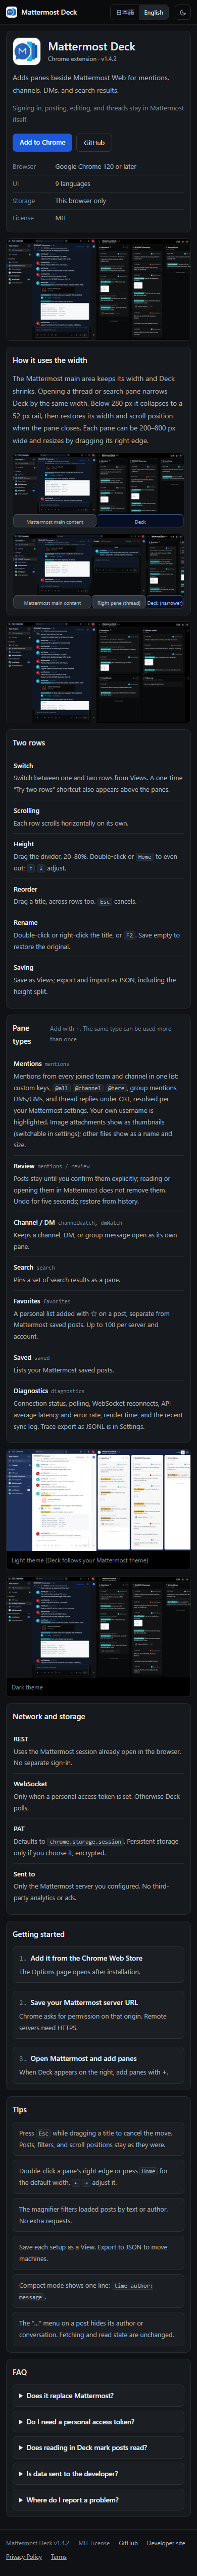 Mattermost Deck
日本語
English
Mattermost Deck
Chrome extension · v1.4.2
Adds panes beside Mattermost Web for mentions,
channels, DMs, and search results.
Signing in, posting, editing, and threads stay in Mattermost
itself.
Add to Chrome
GitHub
Browser Google Chrome 120 or later
UI 9 languages
Storage This browser only
License MIT
How it uses the width
The Mattermost main area keeps its width and Deck
shrinks. Opening a thread or search pane narrows
Deck by the same width. Below 280 px it collapses to a
52 px rail, then restores its width and scroll position
when the pane closes. Each pane can be 200–800 px
wide and resizes by dragging its right edge.
Mattermost main content
Deck
Mattermost main content
Right pane (thread)
Deck (narrower)
Two rows
Switch
Switch between one and two rows from Views. A one-time
"Try two rows" shortcut also appears above the panes.
Scrolling
Each row scrolls horizontally on its own.
Height
Drag the divider, 20–80%. Double-click or Home to even
out; ↑ ↓ adjust.
Reorder
Drag a title, across rows too. Esc cancels.
Rename
Double-click or right-click the title, or F2. Save empty to
restore the original.
Saving
Save as Views; export and import as JSON, including the
height split.
Pane
types
Add with +. The same type can be used more
than once
Mentions mentions
Mentions from every joined team and channel in one list:
custom keys, @all @channel @here, group mentions,
DMs/GMs, and thread replies under CRT, resolved per
your Mattermost settings. Your own username is
highlighted. Image attachments show as thumbnails
(switchable in settings); other files show as a name and
size.
Review mentions / review
Posts stay until you confirm them explicitly; reading or
opening them in Mattermost does not remove them.
Undo for five seconds; restore from history.
Channel / DM channelwatch, dmwatch
Keeps a channel, DM, or group message open as its own
pane.
Search search
Pins a set of search results as a pane.
Favorites favorites
A personal list added with ☆ on a post, separate from
Mattermost saved posts. Up to 100 per server and
account.
Saved saved
Lists your Mattermost saved posts.
Diagnostics diagnostics
Connection status, polling, WebSocket reconnects, API
average latency and error rate, render time, and the recent
sync log. Trace export as JSONL is in Settings.
Light theme (Deck follows your Mattermost theme)
Dark theme
Network and storage
REST
Uses the Mattermost session already open in the browser.
No separate sign-in.
WebSocket
Only when a personal access token is set. Otherwise Deck
polls.
PAT
Defaults to chrome.storage.session. Persistent storage
only if you choose it, encrypted.
Sent to
Only the Mattermost server you configured. No third-
party analytics or ads.
Getting started
1. Add it from the Chrome Web Store
The Options page opens after installation.
2. Save your Mattermost server URL
Chrome asks for permission on that origin. Remote
servers need HTTPS.
3. Open Mattermost and add panes
When Deck appears on the right, add panes with +.
Tips
Press Esc while dragging a title to cancel the move.
Posts, filters, and scroll positions stay as they were.
Double-click a pane's right edge or press Home for
the default width. ← → adjust it.
The magnifier filters loaded posts by text or author.
No extra requests.
Save each setup as a View. Export to JSON to move
machines.
Compact mode shows one line: time author:
message.
The "…" menu on a post hides its author or
conversation. Fetching and read state are unchanged.
FAQ
▶ Does it replace Mattermost?
▶ Do I need a personal access token?
▶ Does reading in Deck mark posts read?
▶ Is data sent to the developer?
▶ Where do I report a problem?
Mattermost Deck v1.4.2 MIT License GitHub Developer site
Privacy Policy Terms